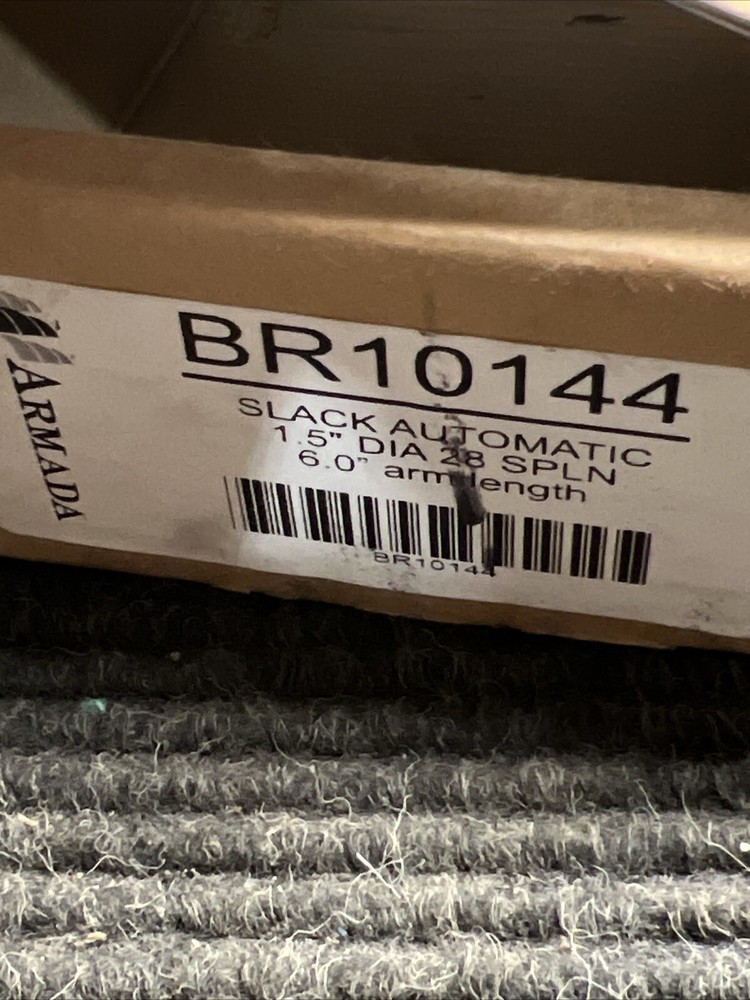 BR10144
SLACK AUTOMATIC
1.5" DIA 28 SPLN
6.0" arm length
BR10144
ARMADA